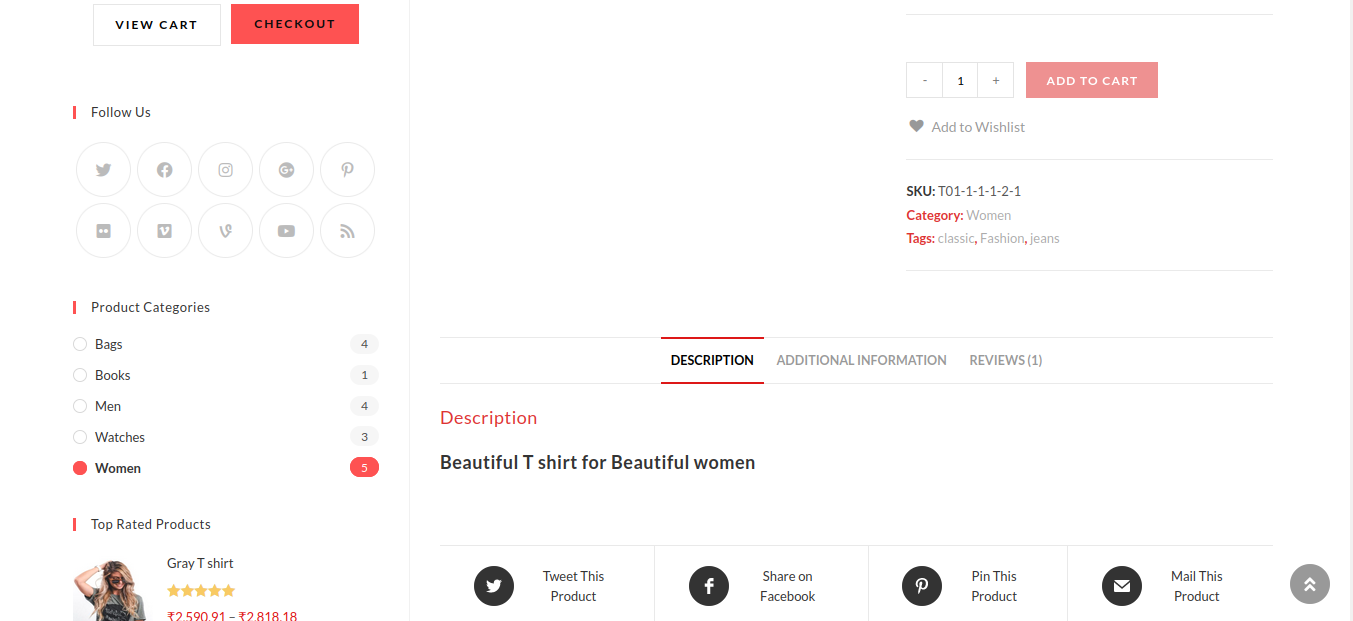 VIEW CART
CHECKOUT
Follow Us
Product Categories
Bags 4
Books 1
Men 4
Watches 3
Women 5
Top Rated Products
Gray T shirt
₹2,590.91 – ₹2,818.18
- 1 + ADD TO CART
Add to Wishlist
SKU: T01-1-1-1-2-1
Category: Women
Tags: classic, Fashion, jeans
DESCRIPTION ADDITIONAL INFORMATION REVIEWS (1)
Description
Beautiful T shirt for Beautiful women
Tweet This
Product
Share on
Facebook
Pin This
Product
Mail This
Product